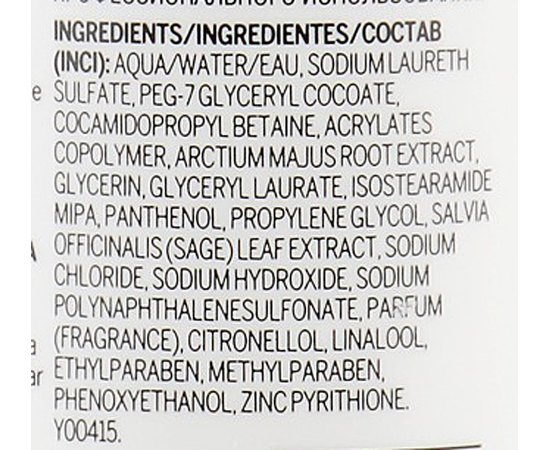 INGREDIENTS/INGREDIENTES/СОСТАВ
(INCI): AQUA/WATER/EAU, SODIUM LAURETH
SULFATE, PEG-7 GLYCERYL COCOATE,
COCAMIDOPROPYL BETAINE, ACRYLATES
COPOLYMER, ARCTIUM MAJUS ROOT EXTRACT,
GLYCERIN, GLYCERYL LAURATE, ISOSTEARAMIDE
MIPA, PANTHENOL, PROPYLENE GLYCOL, SALVIA
OFFICINALIS (SAGE) LEAF EXTRACT, SODIUM
CHLORIDE, SODIUM HYDROXIDE, SODIUM
POLYNAPHTHALENESULFONATE, PARFUM
(FRAGRANCE), CITRONELLOL, LINALOOL,
ETHYLPARABEN, METHYLPARABEN,
PHENOXYETHANOL, ZINC PYRITHIONE.
Y00415.